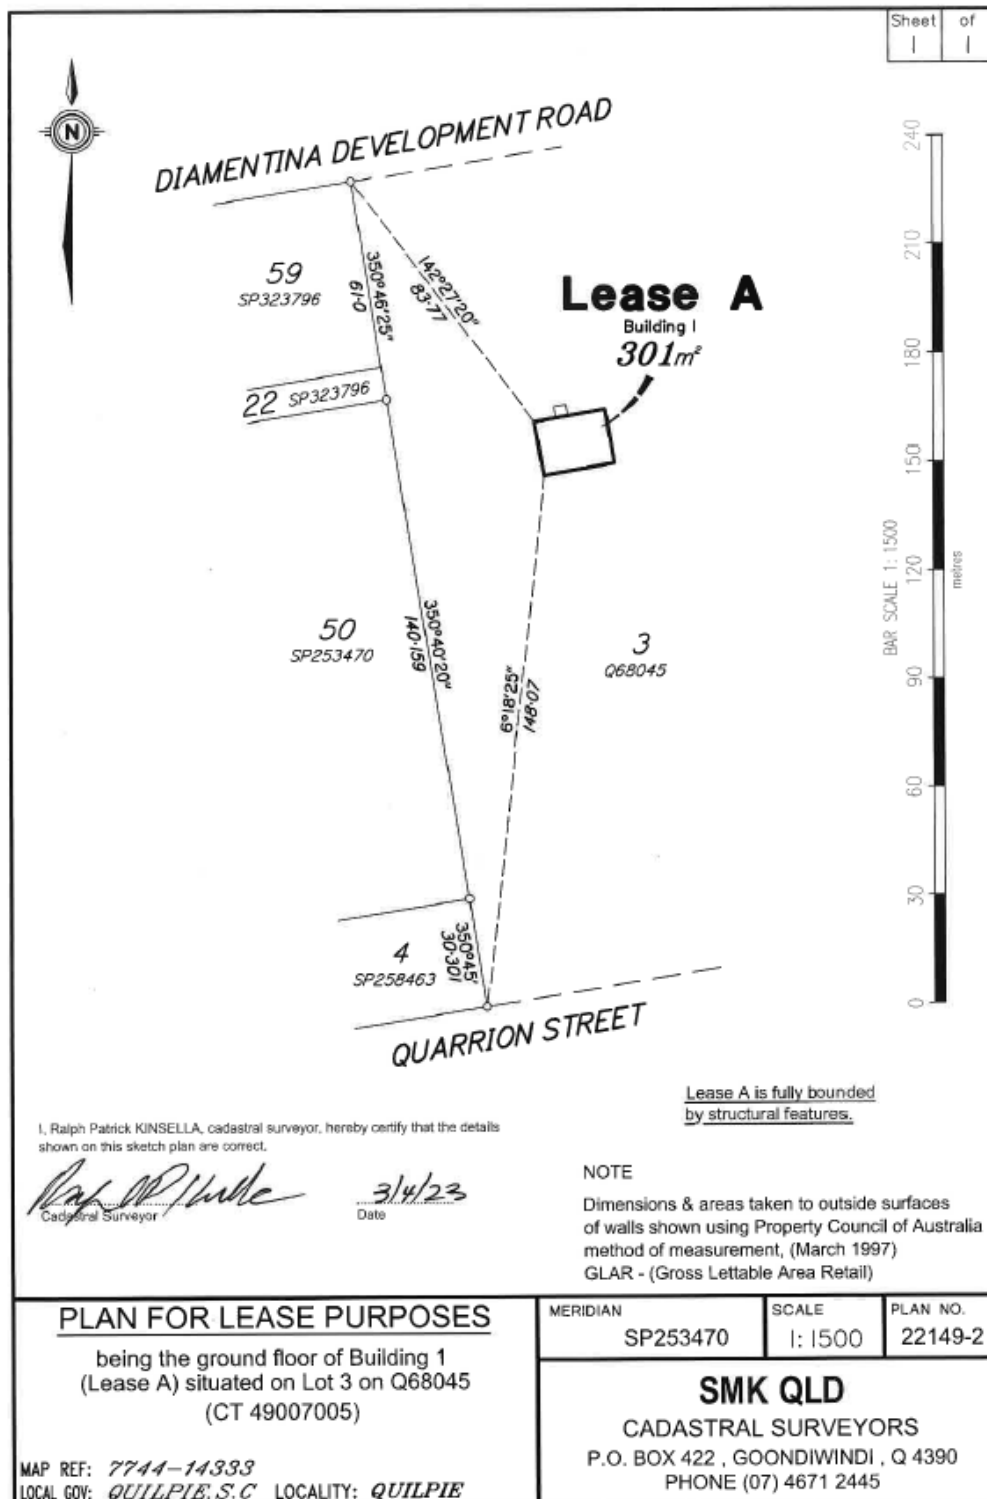 Sheet of
1 1
N
DIAMENTINA DEVELOPMENT ROAD
240
210
180
150
120
90
60
30
0
BAR SCALE 1:1500
metres
59
SP323796
350°46'25"
61·0
142°27'20"
83·77
Lease A
Building 1
301m²
22 SP323796
50
SP253470
350°40'20"
140·159
3
Q68045
6°18'25"
148·07
4
SP258463
350°45'
30·301
QUARRION STREET
Lease A is fully bounded
by structural features.
I, Ralph Patrick KINSELLA, cadastral surveyor, hereby certify that the details
shown on this sketch plan are correct.
3/4/23
Cadastral Surveyor
Date
NOTE
Dimensions & areas taken to outside surfaces
of walls shown using Property Council of Australia
method of measurement, (March 1997)
GLAR - (Gross Lettable Area Retail)
PLAN FOR LEASE PURPOSES
being the ground floor of Building 1
(Lease A) situated on Lot 3 on Q68045
(CT 49007005)
MAP REF: 7744-14333
LOCAL GOV: QUILPIE.S.C LOCALITY: QUILPIE
MERIDIAN
SP253470
SCALE
1:1500
PLAN NO.
22149-2
SMK QLD
CADASTRAL SURVEYORS
P.O. BOX 422 , GOONDIWINDI , Q 4390
PHONE (07) 4671 2445